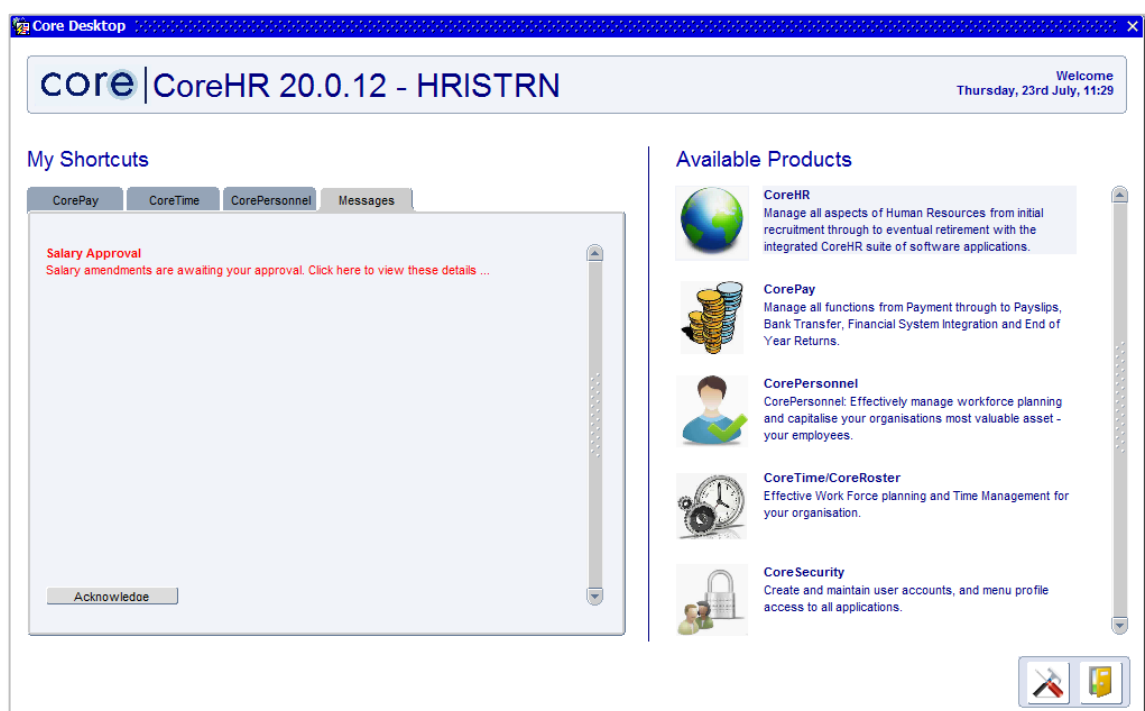 Core Desktop
core CoreHR 20.0.12 - HRISTRN
Welcome
Thursday, 23rd July, 11:29
My Shortcuts
CorePay CoreTime CorePersonnel Messages
Salary Approval
Salary amendments are awaiting your approval. Click here to view these details ...
Acknowledge
Available Products
CoreHR
Manage all aspects of Human Resources from initial
recruitment through to eventual retirement with the
integrated CoreHR suite of software applications.
CorePay
Manage all functions from Payment through to Payslips,
Bank Transfer, Financial System Integration and End of
Year Returns.
CorePersonnel
CorePersonnel: Effectively manage workforce planning
and capitalise your organisations most valuable asset -
your employees.
CoreTime/CoreRoster
Effective Work Force planning and Time Management for
your organisation.
CoreSecurity
Create and maintain user accounts, and menu profile
access to all applications.